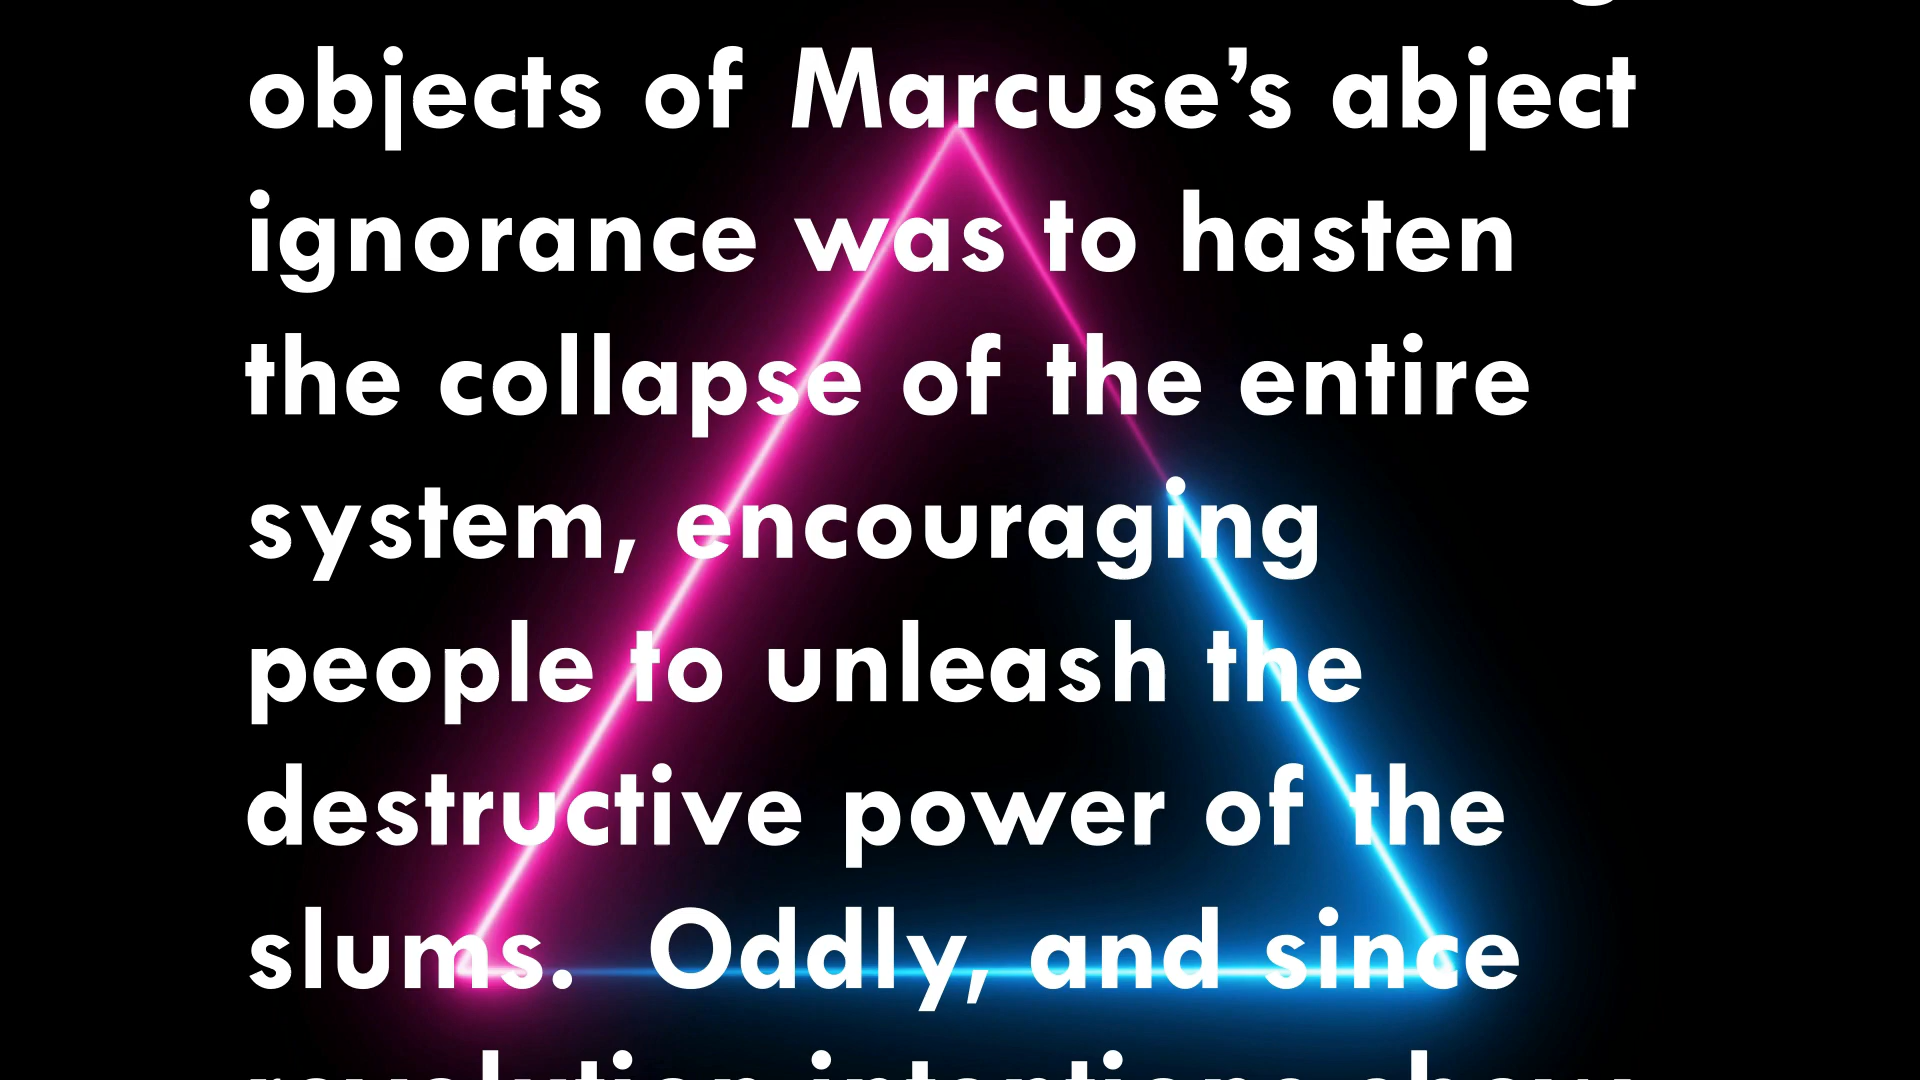 objects of Marcuse’s abject
ignorance was to hasten
the collapse of the entire
system, encouraging
people to unleash the
destructive power of the
slums.  Oddly, and since